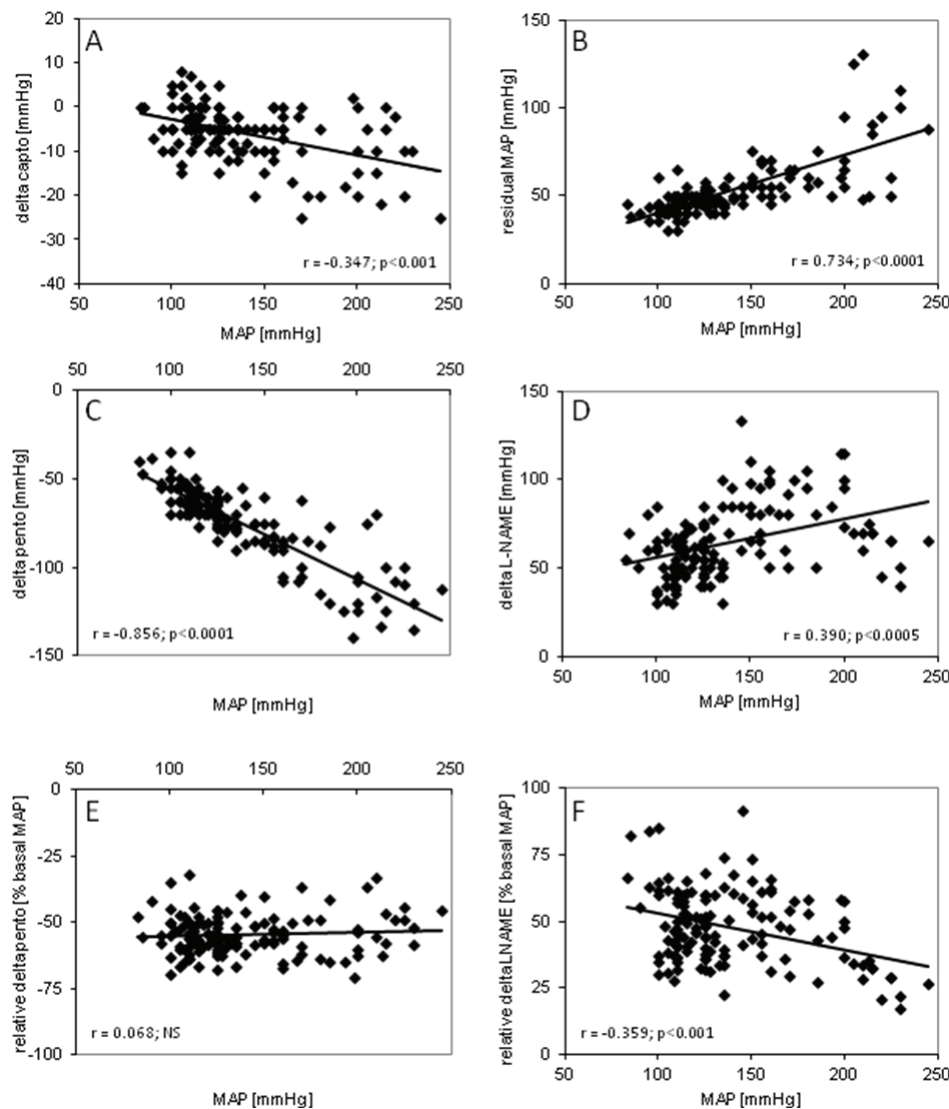 A
20
10
-0
-10
-20
-30
-40
delta capto [mmHg]
r = -0.347; p<0.001
50 100 150 200 250
MAP [mmHg]
B
150
100
50
0
residual MAP [mmHg]
r = 0.734; p<0.0001
50 100 150 200 250
MAP [mmHg]
50 100 150 200 250
C
0
-50
-100
-150
delta pento [mmHg]
r = -0.856; p<0.0001
MAP [mmHg]
D
150
100
50
0
delta L-NAME [mmHg]
r = 0.390; p<0.0005
50 100 150 200 250
MAP [mmHg]
50 100 150 200 250
E
0
-25
-50
-75
-100
relative delta pento [% basal MAP]
r = 0.068; NS
MAP [mmHg]
F
100
75
50
25
0
relative deltaLNAME [% basal MAP]
r = -0.359; p<0.001
50 100 150 200 250
MAP [mmHg]